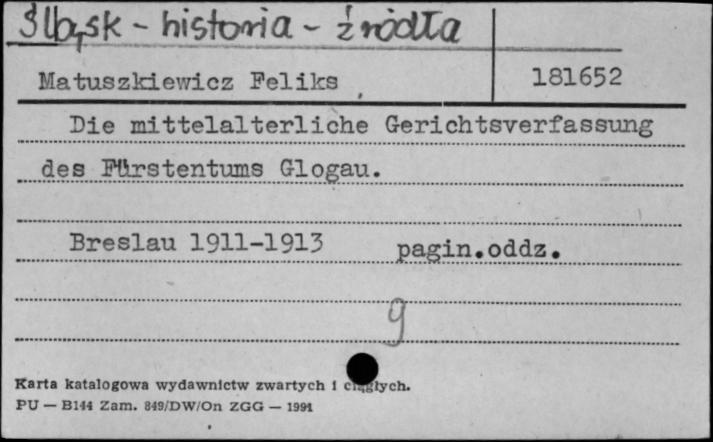 Śląsk - historia - źródła
Matuszkiewicz Feliks 181652
Die mittelalterliche Gerichtsverfassung
des Fürstentums Glogau.
Breslau 1911-1913 pagin.oddz.
g
Karta katalogowa wydawnictw zwartych i ciągłych.
PU — B144 Zam. 849/DW/On ZGG — 1991